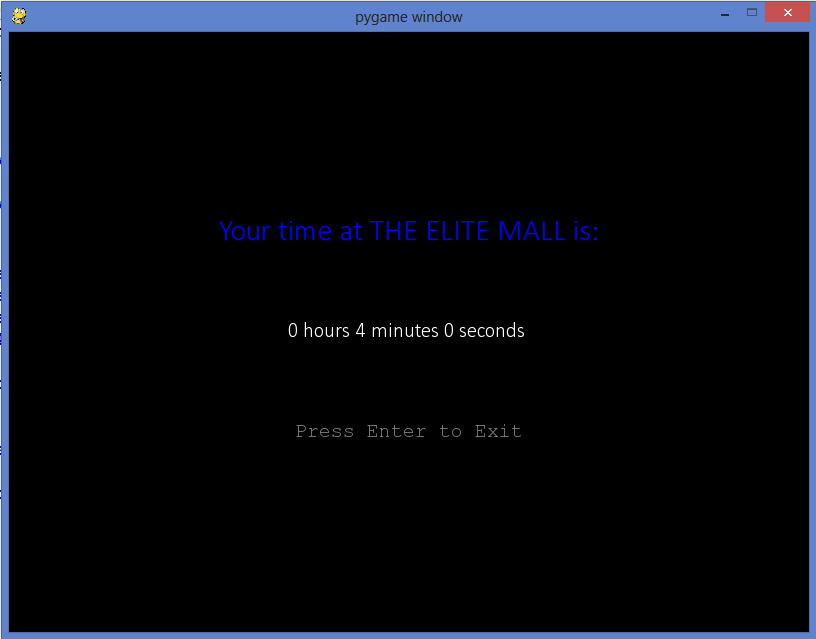 pygame window
Your time at THE ELITE MALL is:
0 hours 4 minutes 0 seconds
Press Enter to Exit